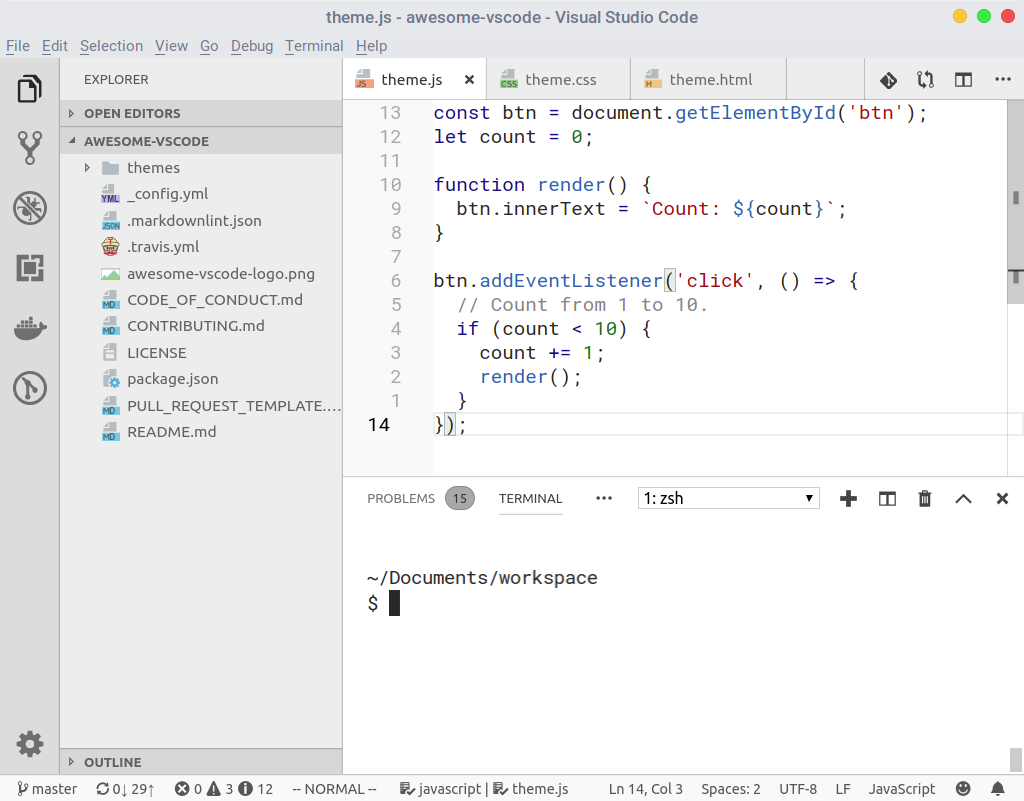 theme.js - awesome-vscode - Visual Studio Code
File Edit Selection View Go Debug Terminal Help
EXPLORER
OPEN EDITORS
AWESOME-VSCODE
themes
YML _config.yml
JSON .markdownlint.json
.travis.yml
awesome-vscode-logo.png
MD CODE_OF_CONDUCT.md
MD CONTRIBUTING.md
LICENSE
package.json
MD PULL_REQUEST_TEMPLATE....
MD README.md
OUTLINE
JS theme.js CSS theme.css H theme.html
13 const btn = document.getElementById('btn');
12 let count = 0;
11
10 function render() {
9 btn.innerText = `Count: ${count}`;
8 }
7
6 btn.addEventListener('click', () => {
5 // Count from 1 to 10.
4 if (count < 10) {
3 count += 1;
2 render();
1 }
14 });
PROBLEMS 15 TERMINAL ••• 1: zsh
~/Documents/workspace
$
master 0↓ 29↑ 0 3 12 -- NORMAL -- javascript | theme.js Ln 14, Col 3 Spaces: 2 UTF-8 LF JavaScript